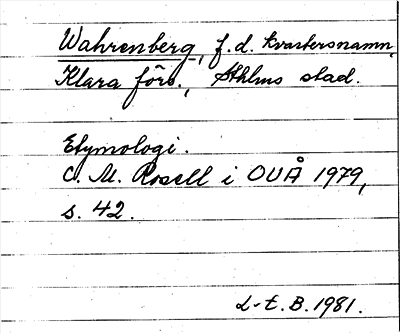 Wahrenberg, f.d. kvartersnamn,
Klara förs., Sthlms stad.
Etymologi.
C. M. Rosell i OUÅ 1979,
s. 42.
L-t. B. 1981.